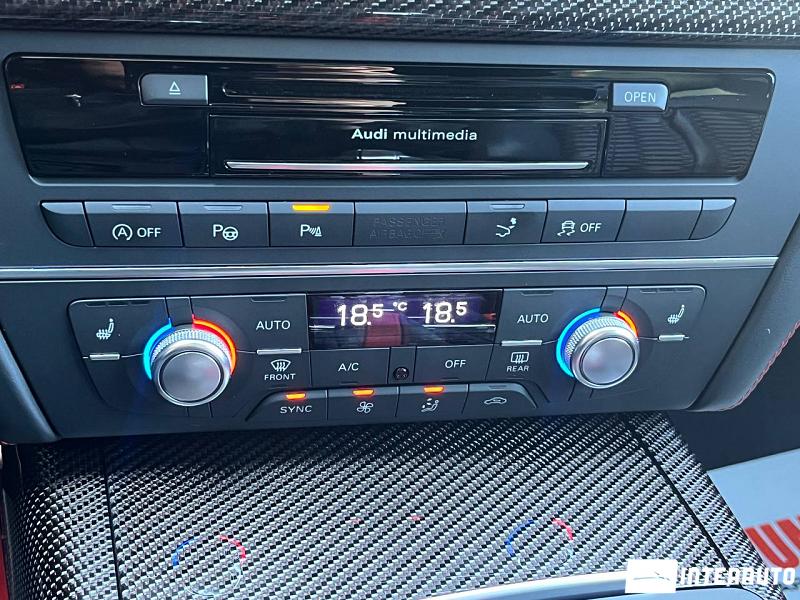 OPEN
Audi multimedia
OFF
P
P
PASSENGER
AIRBAG OFF
OFF
18.5 °C 18.5
AUTO
AUTO
FRONT
A/C
OFF
REAR
SYNC
INTERAUTO